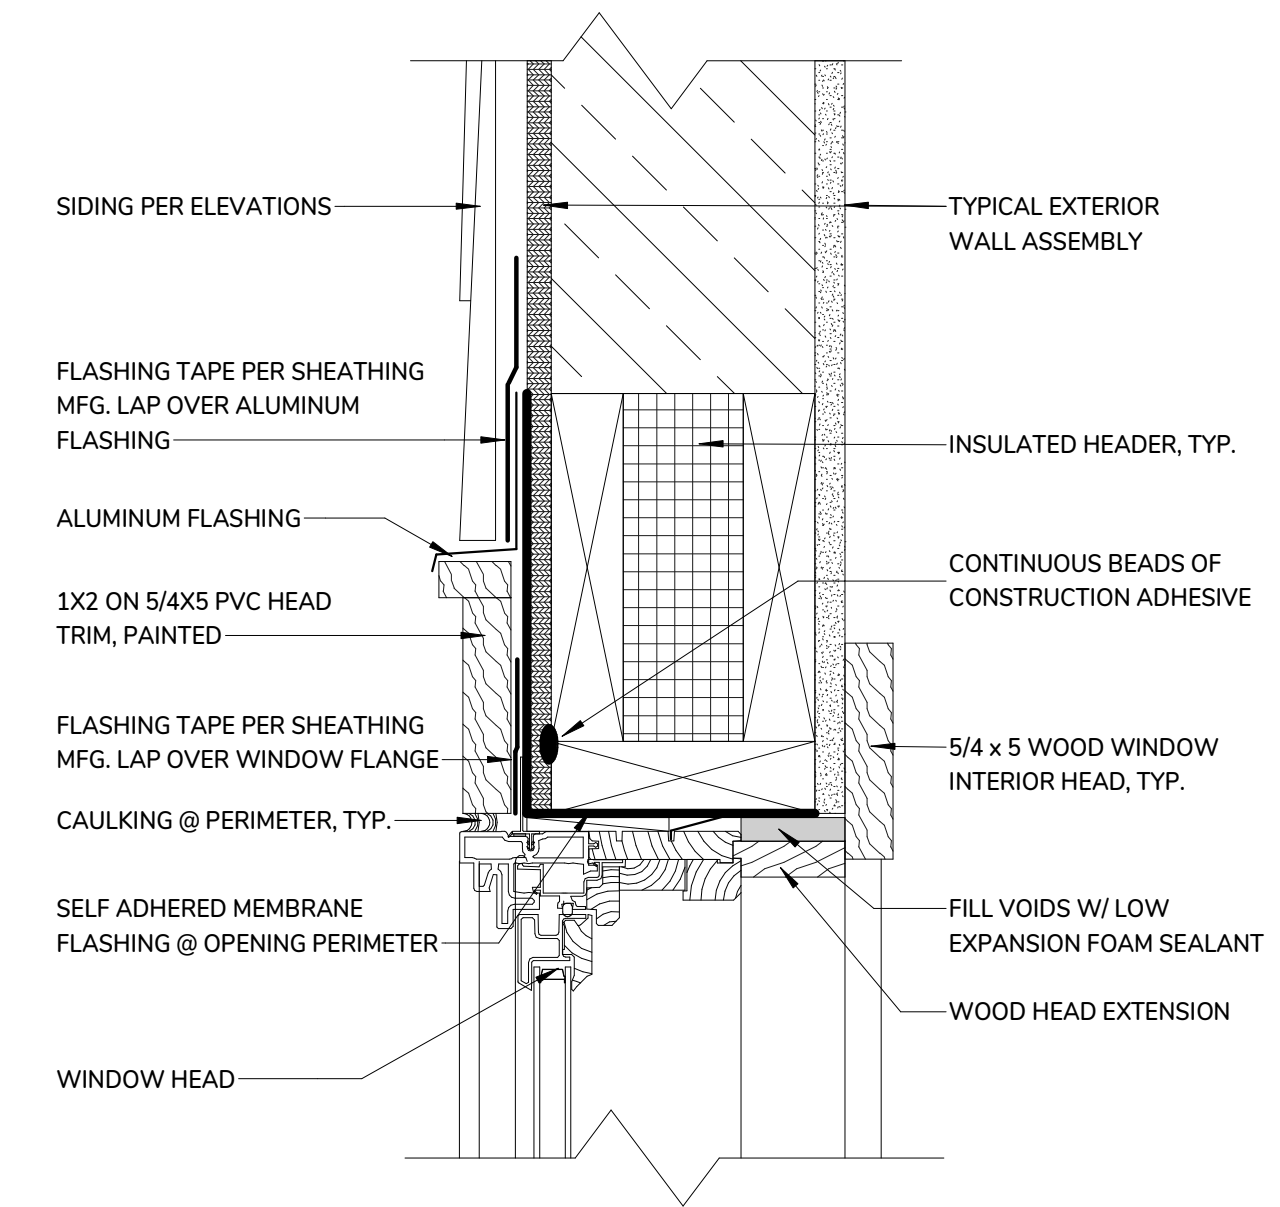 SIDING PER ELEVATIONS
FLASHING TAPE PER SHEATHING
MFG. LAP OVER ALUMINUM
FLASHING
ALUMINUM FLASHING
1X2 ON 5/4X5 PVC HEAD
TRIM, PAINTED
FLASHING TAPE PER SHEATHING
MFG. LAP OVER WINDOW FLANGE
CAULKING @ PERIMETER, TYP.
SELF ADHERED MEMBRANE
FLASHING @ OPENING PERIMETER
WINDOW HEAD
TYPICAL EXTERIOR
WALL ASSEMBLY
INSULATED HEADER, TYP.
CONTINUOUS BEADS OF
CONSTRUCTION ADHESIVE
5/4 x 5 WOOD WINDOW
INTERIOR HEAD, TYP.
FILL VOIDS W/ LOW
EXPANSION FOAM SEALANT
WOOD HEAD EXTENSION